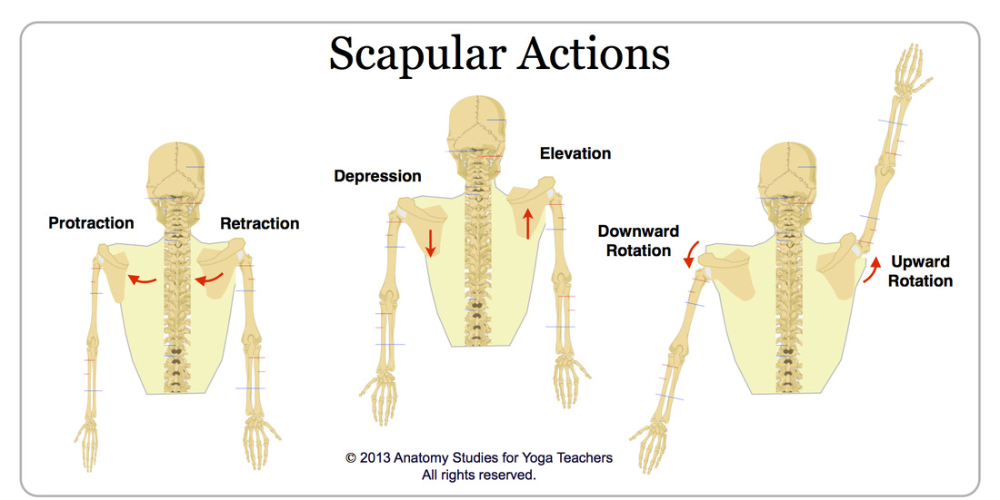 Scapular Actions
Protraction
Retraction
Depression
Elevation
Downward
Rotation
Upward
Rotation
© 2013 Anatomy Studies for Yoga Teachers
All rights reserved.